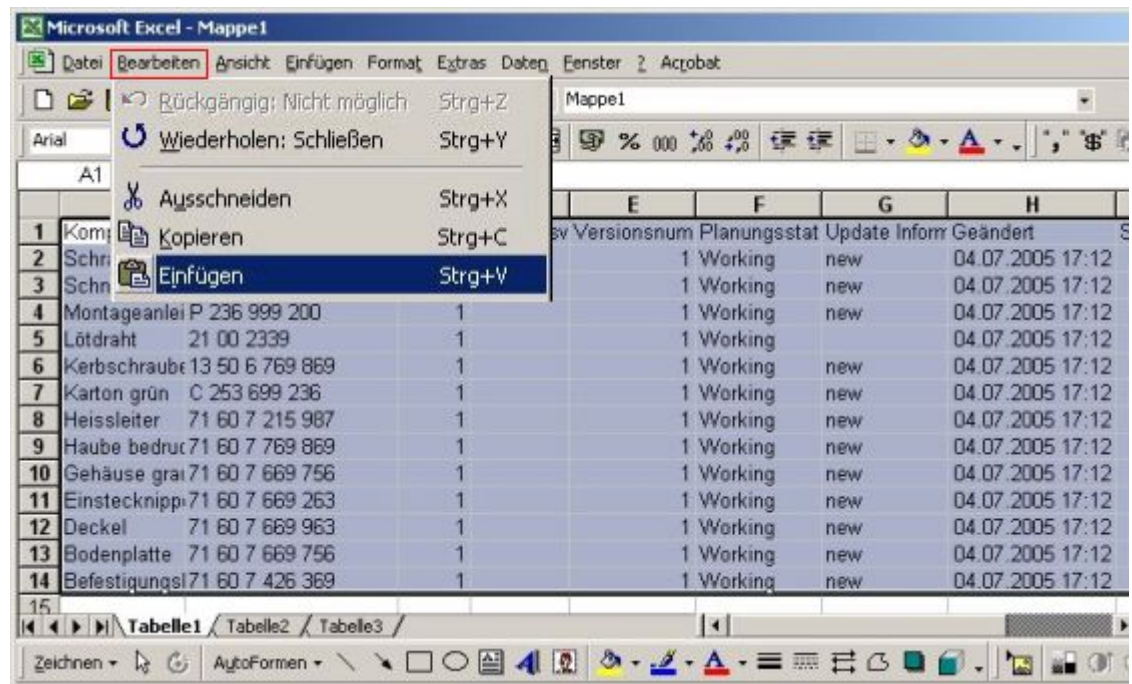 Microsoft Excel - Mappe1
Datei Bearbeiten Ansicht Einfügen Format Extras Daten Fenster ? Acrobat
Rückgängig: Nicht möglich Strg+Z Mappe1
Arial Wiederholen: Schließen Strg+Y % 000
A1
Ausschneiden Strg+X
E F G H
Kopieren Strg+C
1 Versionsnum Planungsstat Update Inform Geändert
Einfügen Strg+V
2 1 Working new 04.07.2005 17:12
3 1 Working new 04.07.2005 17:12
4 Montageanlei P 236 999 200 1 1 Working new 04.07.2005 17:12
5 Lötdraht 21 00 2339 1 1 Working 04.07.2005 17:12
6 Kerbschraube 13 50 6 769 869 1 1 Working new 04.07.2005 17:12
7 Karton grün C 253 699 236 1 1 Working new 04.07.2005 17:12
8 Heissleiter 71 60 7 215 987 1 1 Working new 04.07.2005 17:12
9 Haube bedruc 71 60 7 769 869 1 1 Working new 04.07.2005 17:12
10 Gehäuse grau 71 60 7 669 756 1 1 Working new 04.07.2005 17:12
11 Einstecknipp 71 60 7 669 263 1 1 Working new 04.07.2005 17:12
12 Deckel 71 60 7 669 963 1 1 Working new 04.07.2005 17:12
13 Bodenplatte 71 60 7 669 756 1 1 Working new 04.07.2005 17:12
14 Befestigungsl 71 60 7 426 369 1 1 Working new 04.07.2005 17:12
15
Tabelle1 Tabelle2 Tabelle3
Zeichnen AutoFormen